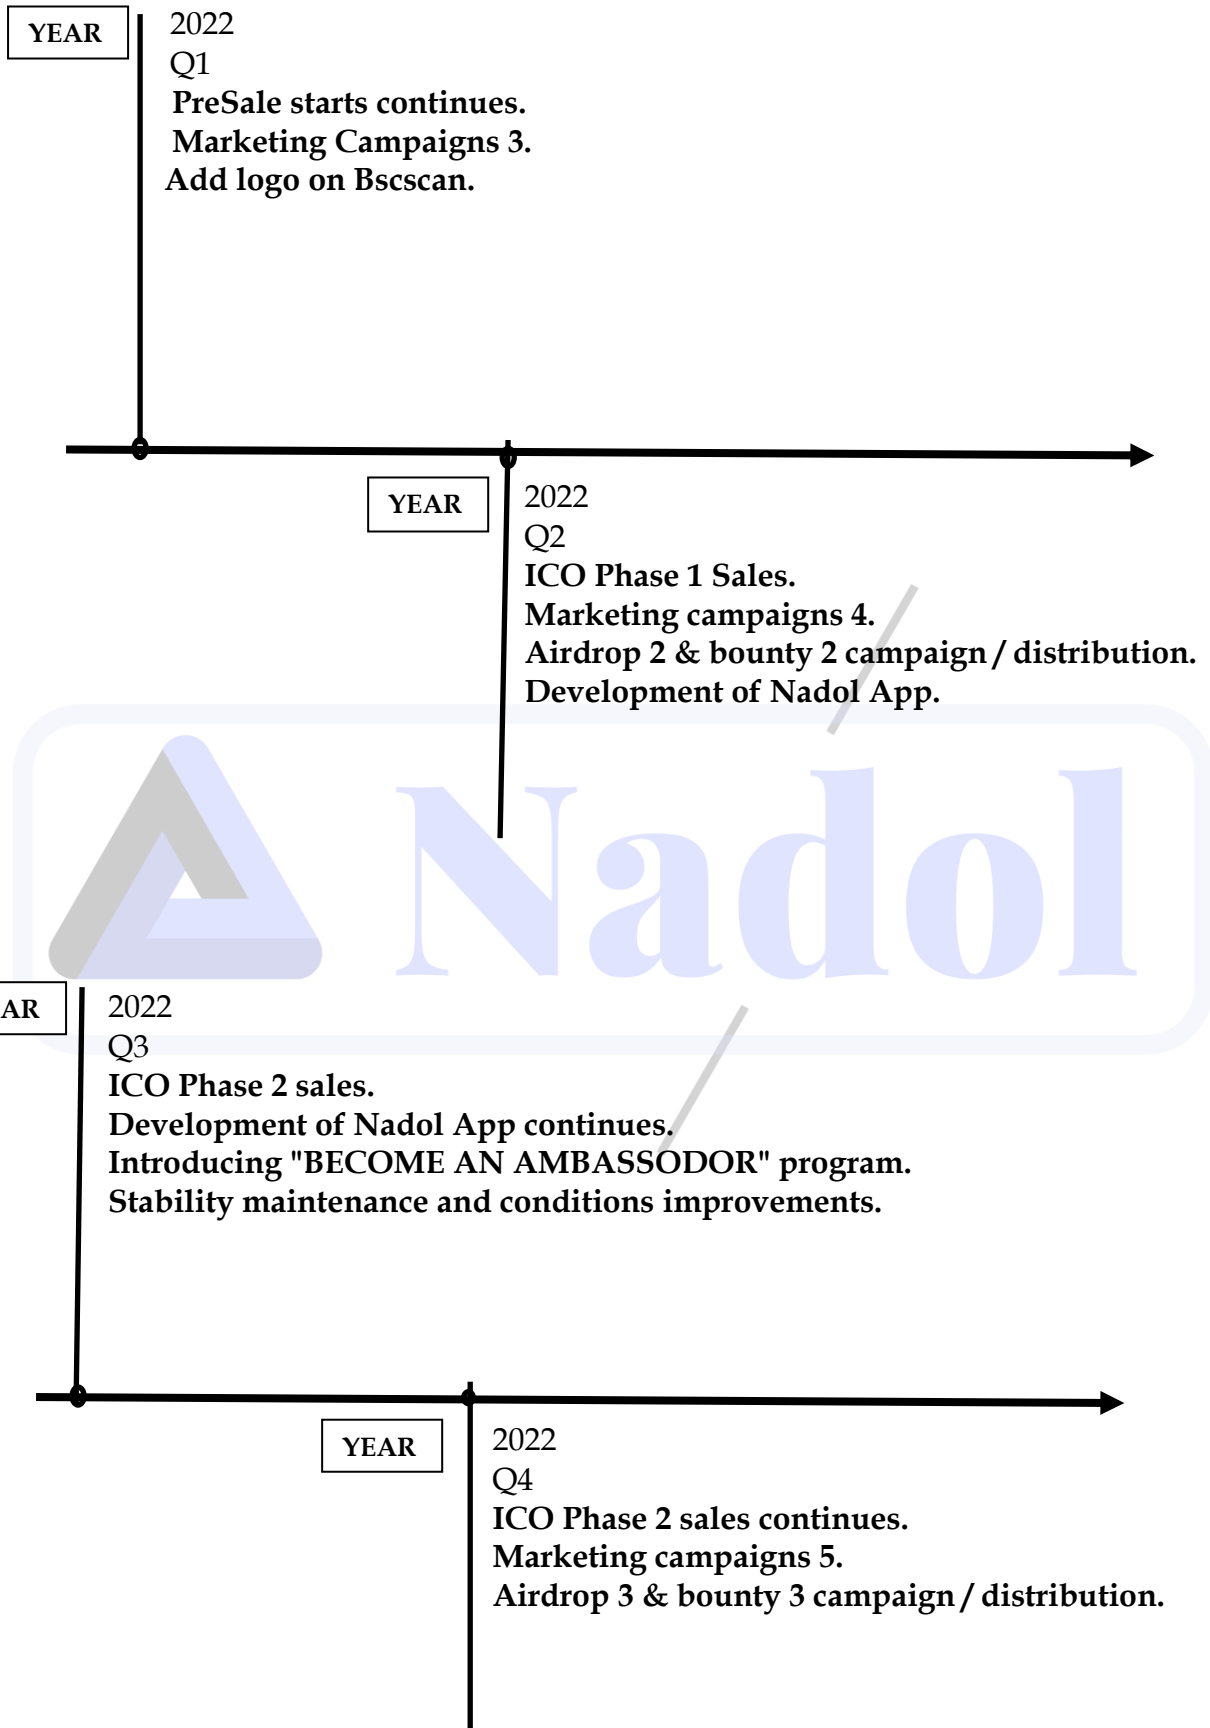 YEAR
2022
Q1
PreSale starts continues.
Marketing Campaigns 3.
Add logo on Bscscan.
YEAR
2022
Q2
ICO Phase 1 Sales.
Marketing campaigns 4.
Airdrop 2 & bounty 2 campaign / distribution.
Development of Nadol App.
Nadol
AR
2022
Q3
ICO Phase 2 sales.
Development of Nadol App continues.
Introducing "BECOME AN AMBASSODOR" program.
Stability maintenance and conditions improvements.
YEAR
2022
Q4
ICO Phase 2 sales continues.
Marketing campaigns 5.
Airdrop 3 & bounty 3 campaign / distribution.